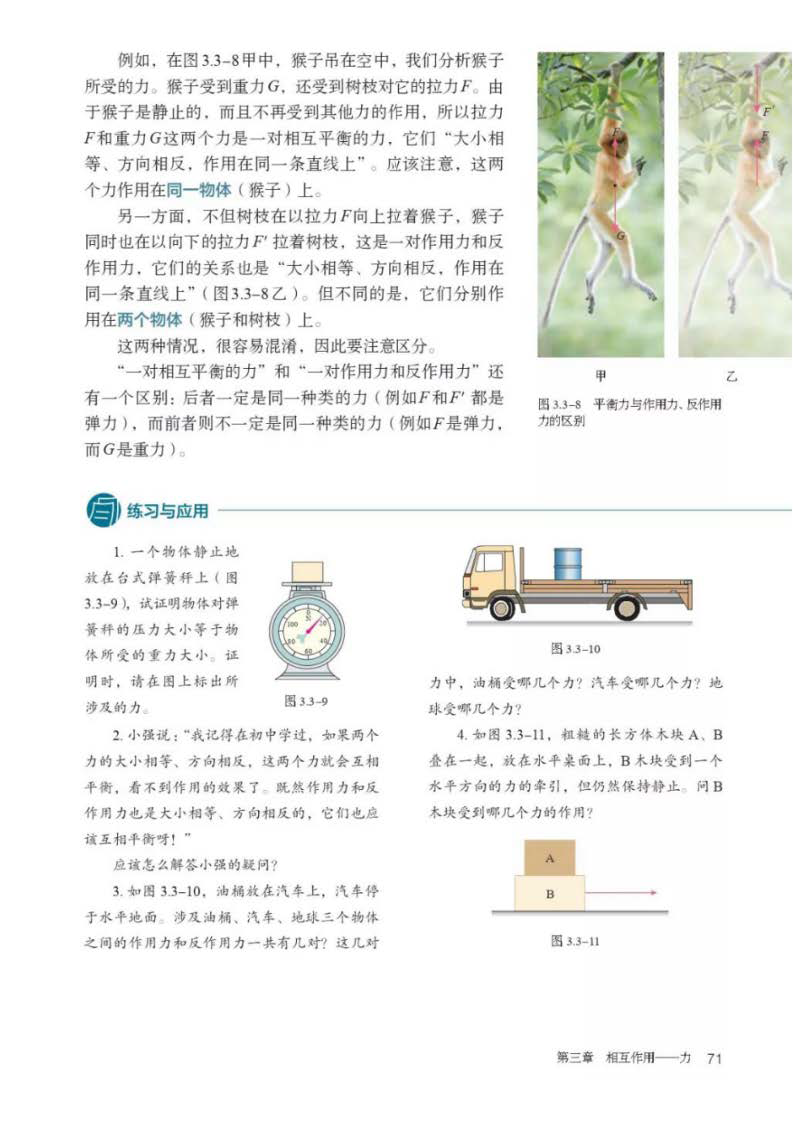 例如，在图3.3-8甲中，猴子吊在空中，我们分析猴子
所受的力。猴子受到重力G，还受到树枝对它的拉力F。由
于猴子是静止的，而且不再受到其他力的作用，所以拉力
F和重力G这两个力是一对相互平衡的力，它们“大小相
等、方向相反，作用在同一条直线上”。应该注意，这两
个力作用在同一物体（猴子）上。
另一方面，不但树枝在以拉力F向上拉着猴子，猴子
同时也在以向下的拉力F′拉着树枝，这是一对作用力和反
作用力，它们的关系也是“大小相等、方向相反，作用在
同一条直线上”（图3.3-8乙）。但不同的是，它们分别作
用在两个物体（猴子和树枝）上。
这两种情况，很容易混淆，因此要注意区分。
“一对相互平衡的力”和“一对作用力和反作用力”还
有一个区别：后者一定是同一种类的力（例如F和F′都是
弹力），而前者则不一定是同一种类的力（例如F是弹力，
而G是重力）。
F
G
F′
F
甲
乙
图3.3-8 平衡力与作用力、反作用
力的区别
练习与应用
1. 一个物体静止地
放在台式弹簧秤上（图
3.3-9），试证明物体对弹
簧秤的压力大小等于物
体所受的重力大小。证
明时，请在图上标出所
涉及的力。
0
N
20
40
60
80
100
图3.3-9
2. 小强说：“我记得在初中学过，如果两个
力的大小相等、方向相反，这两个力就会互相
平衡，看不到作用的效果了。既然作用力和反
作用力也是大小相等、方向相反的，它们也应
该互相平衡呀！”
应该怎么解答小强的疑问？
3. 如图3.3-10，油桶放在汽车上，汽车停
于水平地面。涉及油桶、汽车、地球三个物体
之间的作用力和反作用力一共有几对？这几对
图3.3-10
力中，油桶受哪几个力？汽车受哪几个力？地
球受哪几个力？
4. 如图3.3-11，粗糙的长方体木块A、B
叠在一起，放在水平桌面上，B木块受到一个
水平方向的力的牵引，但仍然保持静止。问B
木块受到哪几个力的作用？
A
B
图3.3-11
第三章 相互作用——力 71